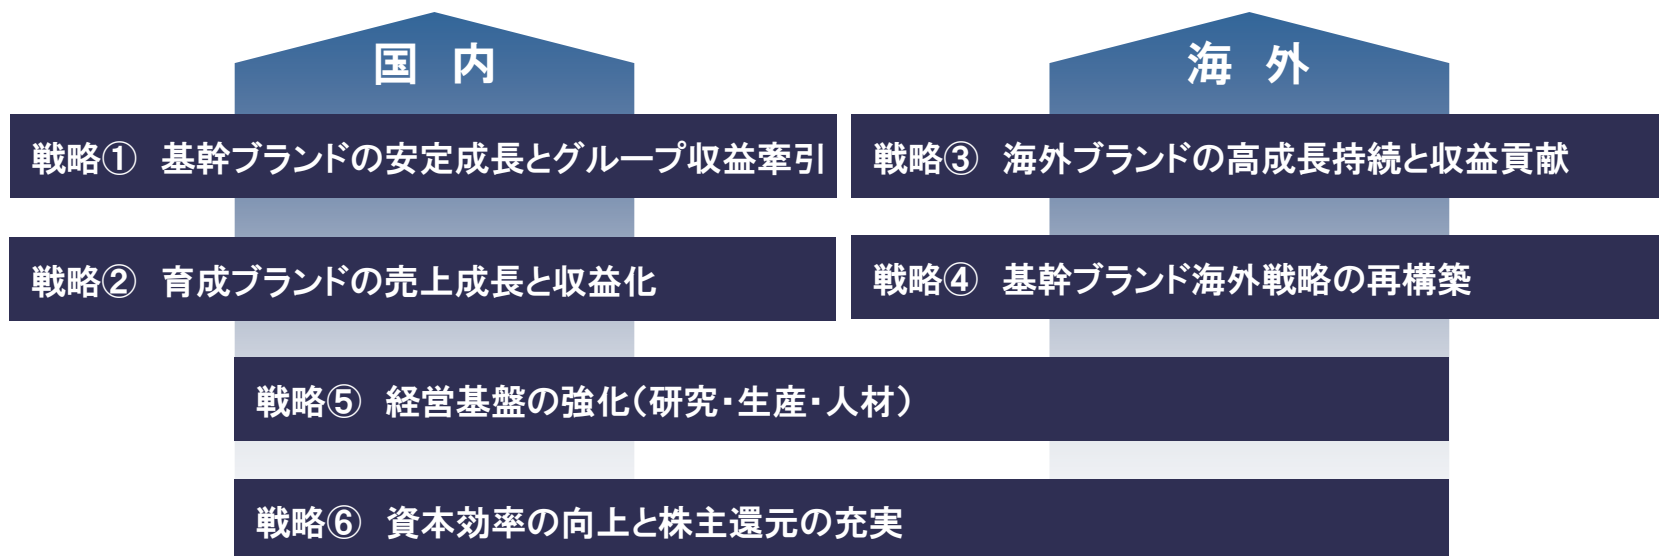 国 内
戦略① 基幹ブランドの安定成長とグループ収益牽引
戦略② 育成ブランドの売上成長と収益化
海 外
戦略③ 海外ブランドの高成長持続と収益貢献
戦略④ 基幹ブランド海外戦略の再構築
戦略⑤ 経営基盤の強化（研究・生産・人材）
戦略⑥ 資本効率の向上と株主還元の充実